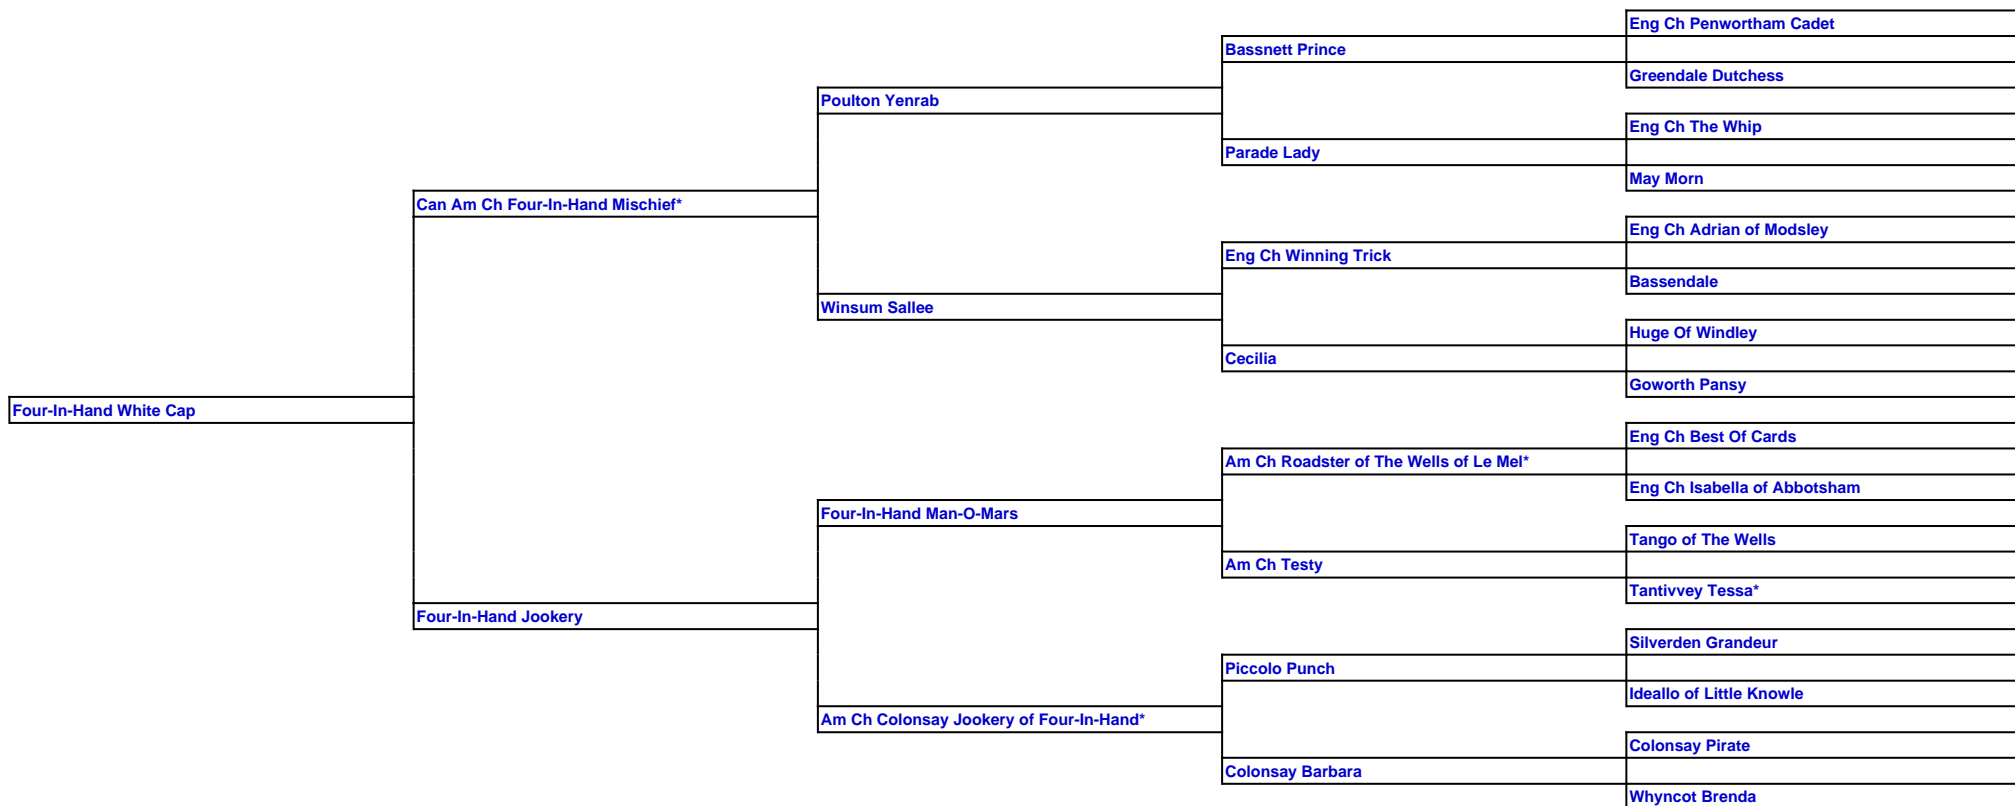 Eng Ch Penwortham Cadet
Bassnett Prince
Greendale Dutchess
Poulton Yenrab
Eng Ch The Whip
Parade Lady
May Morn
Can Am Ch Four-In-Hand Mischief*
Eng Ch Adrian of Modsley
Eng Ch Winning Trick
Bassendale
Winsum Sallee
Huge Of Windley
Cecilia
Goworth Pansy
Four-In-Hand White Cap
Eng Ch Best Of Cards
Am Ch Roadster of The Wells of Le Mel*
Eng Ch Isabella of Abbotsham
Four-In-Hand Man-O-Mars
Tango of The Wells
Am Ch Testy
Tantivvey Tessa*
Four-In-Hand Jookery
Silverden Grandeur
Piccolo Punch
Ideallo of Little Knowle
Am Ch Colonsay Jookery of Four-In-Hand*
Colonsay Pirate
Colonsay Barbara
Whyncot Brenda